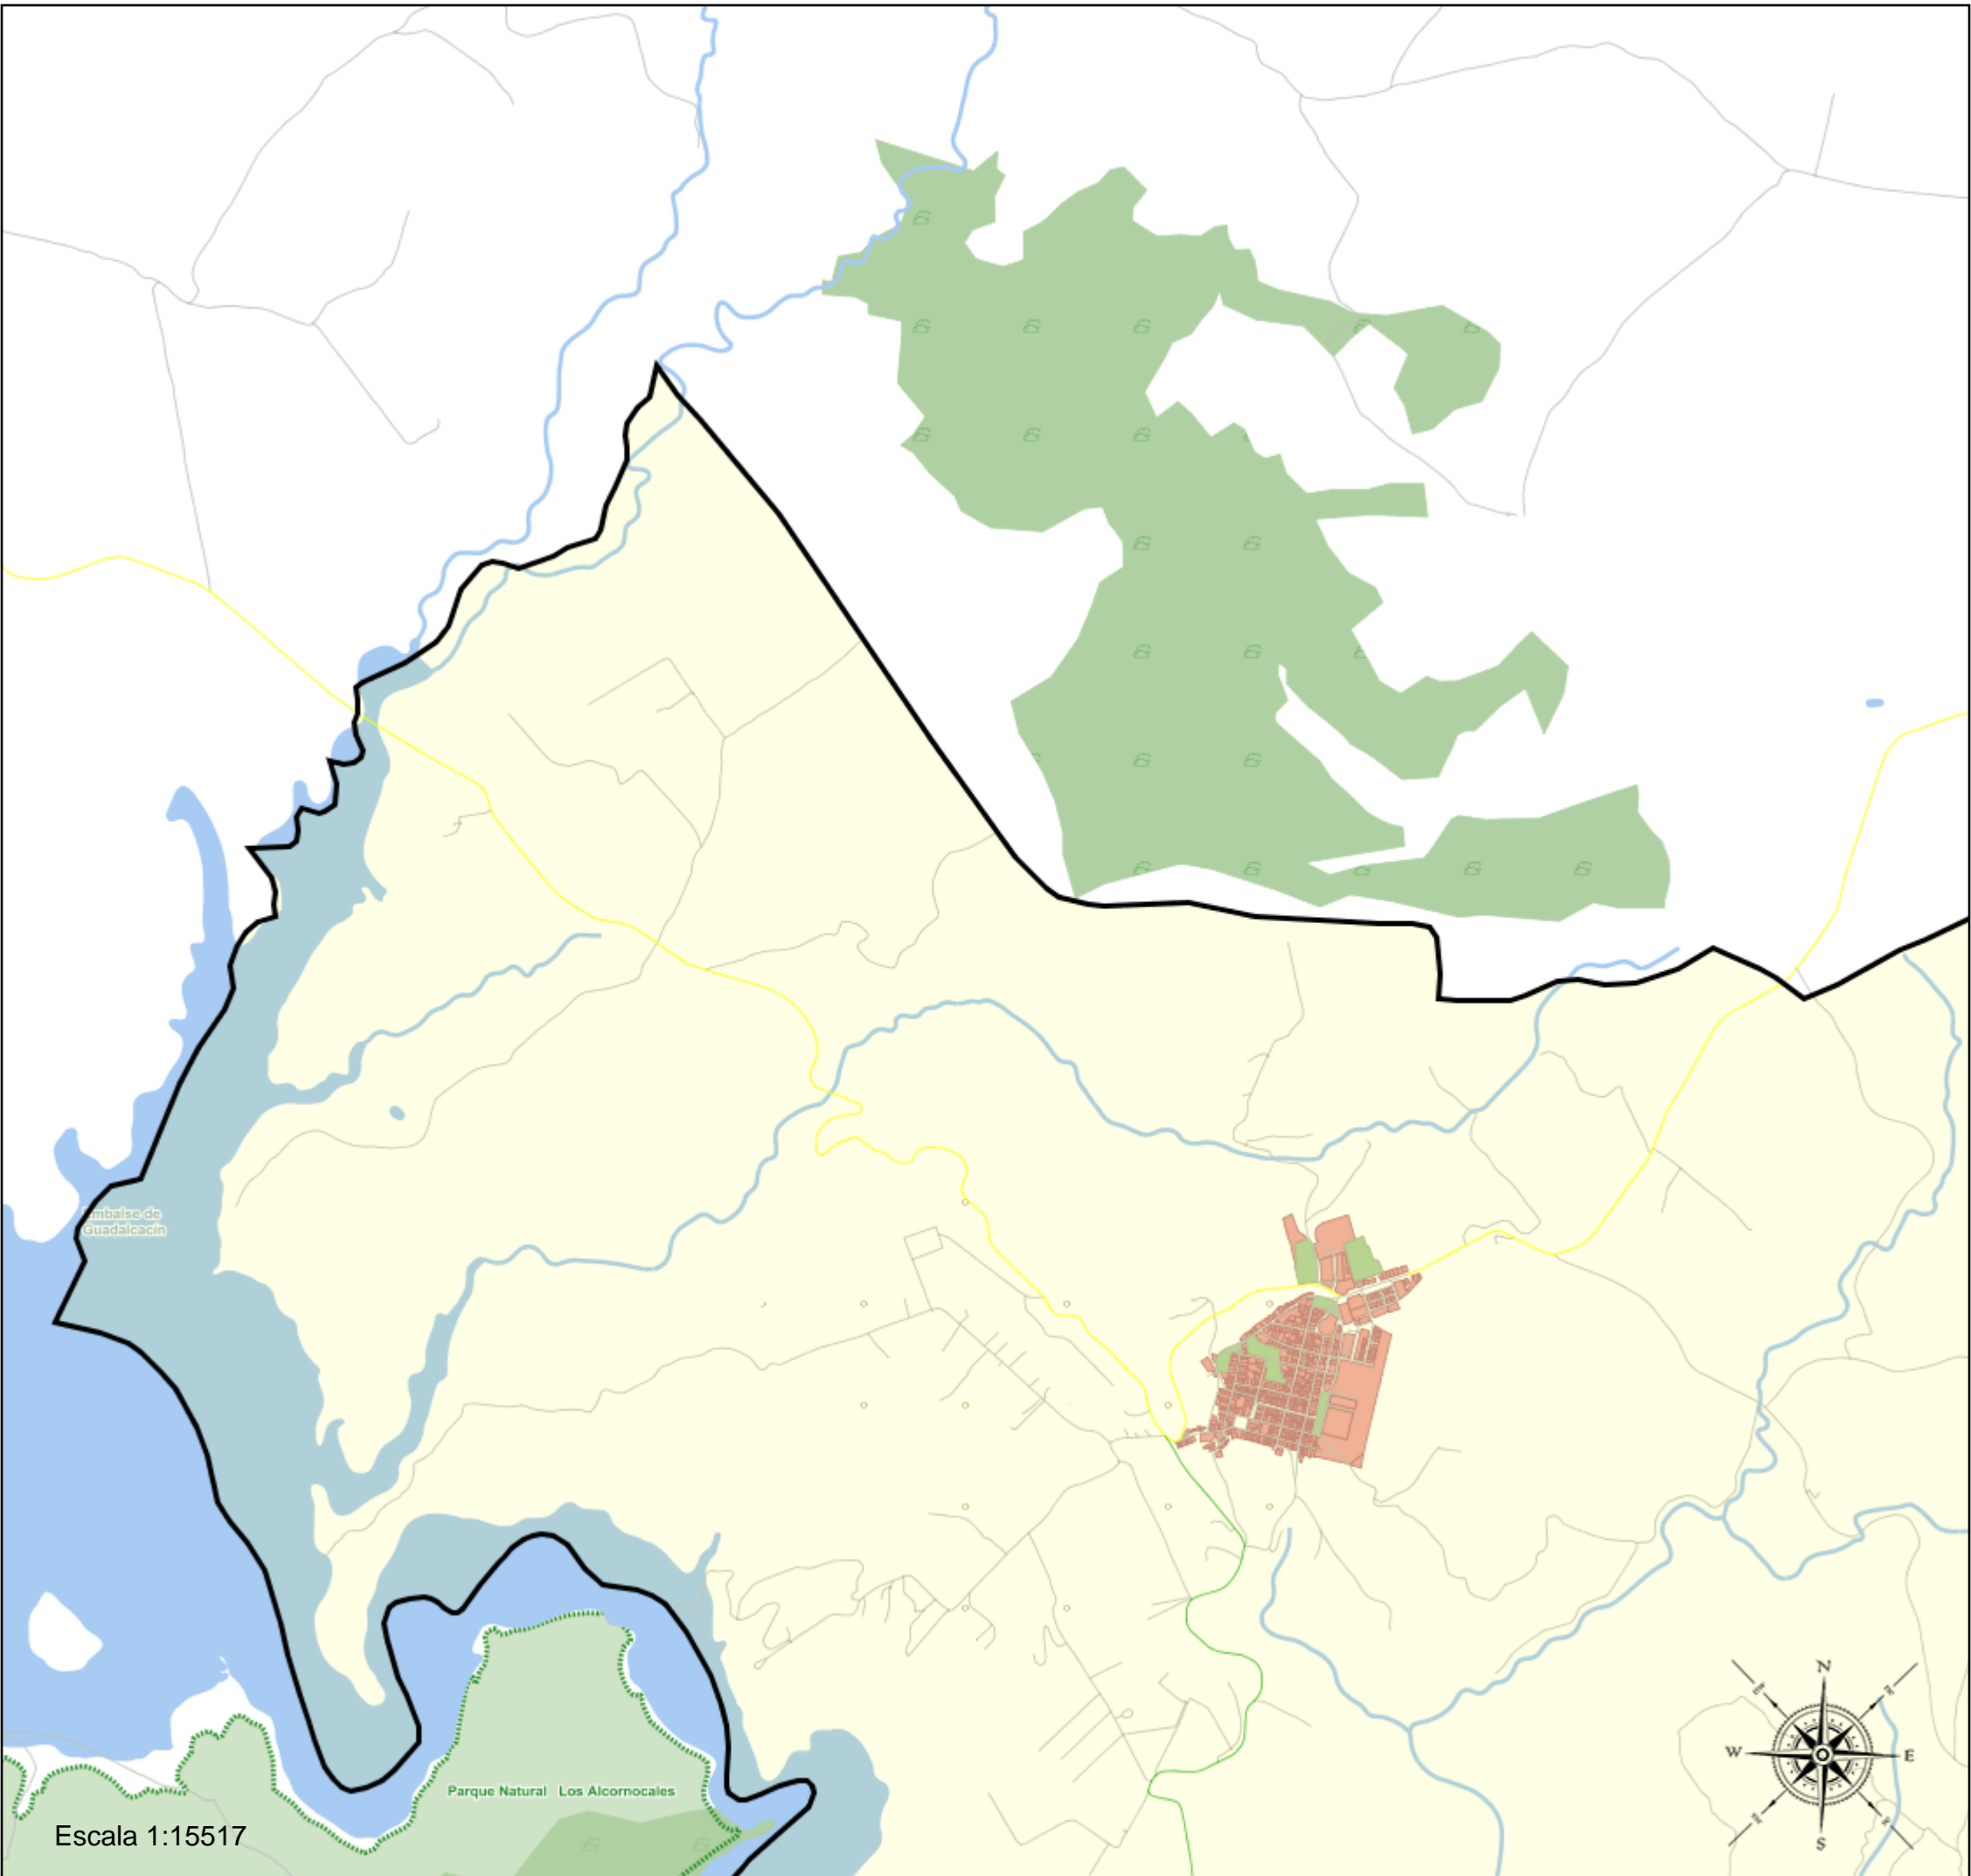 Embalse de
Guadalcacín
N
W
E
S
Parque Natural Los Alcornocales
Escala 1:15517